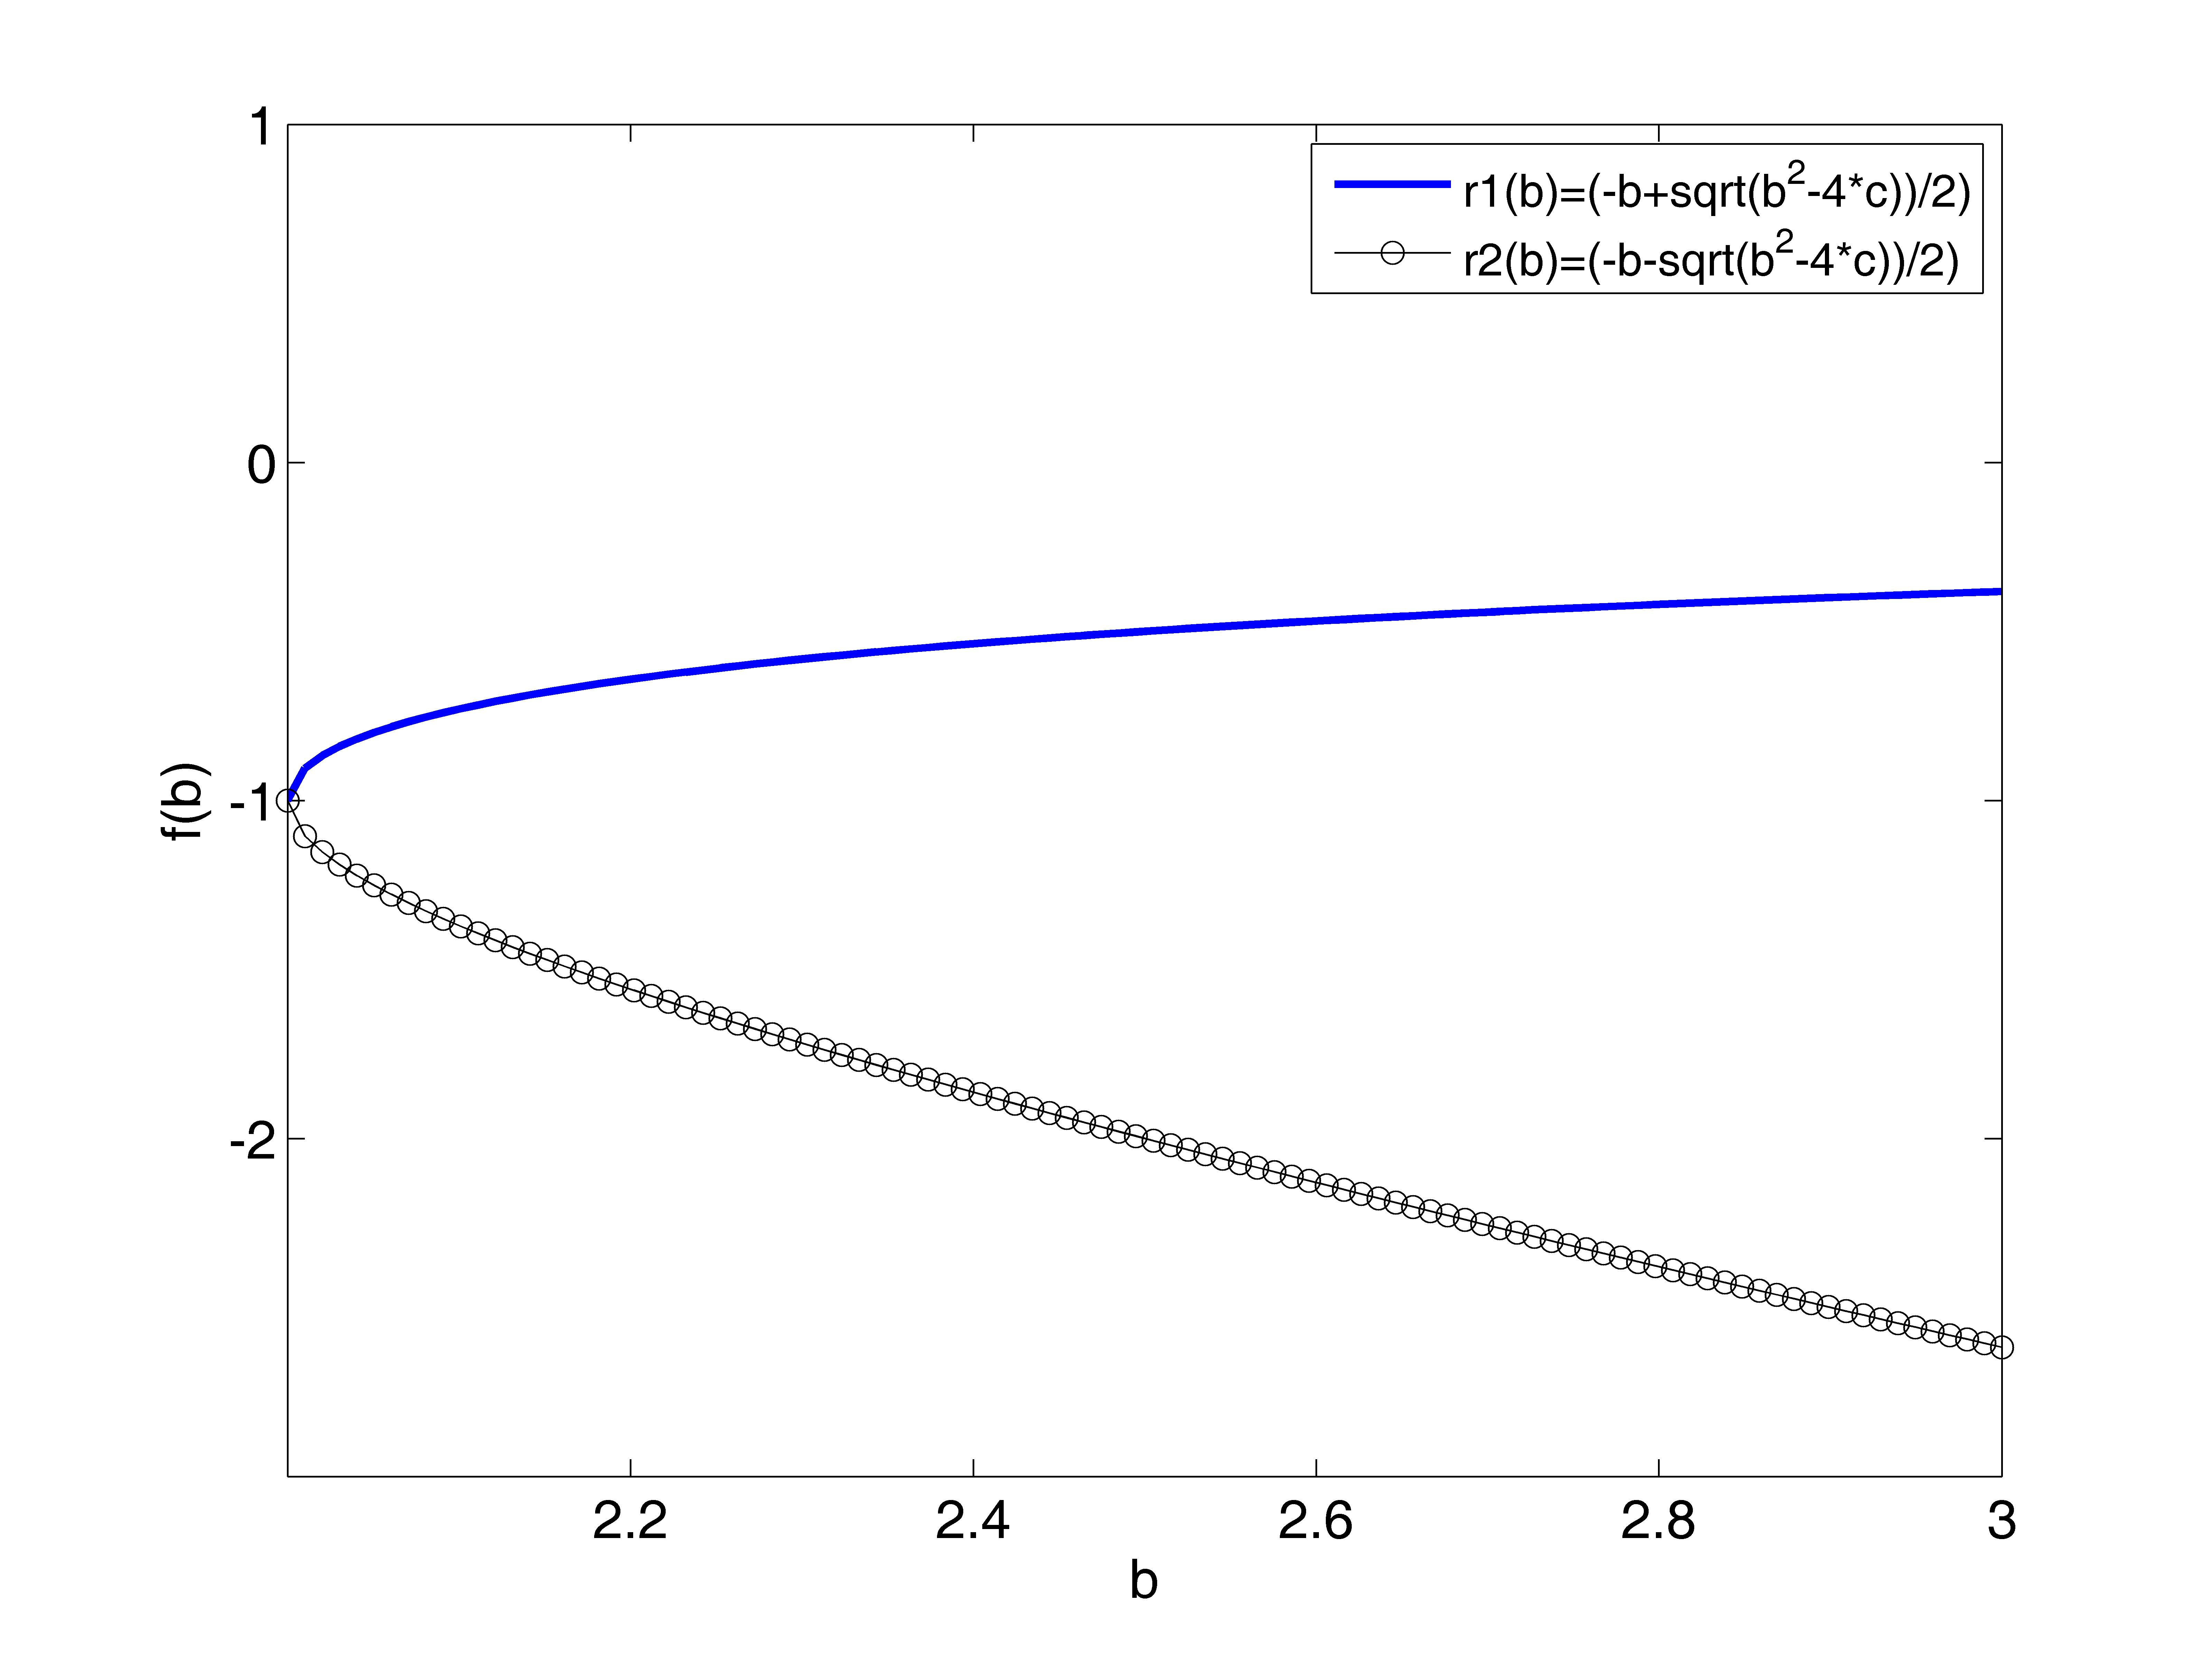 1
r1(b)=(-b+sqrt(b²-4*c))/2)
r2(b)=(-b-sqrt(b²-4*c))/2)
0
f(b)
-1
-2
2.2 2.4 2.6 2.8 3
b